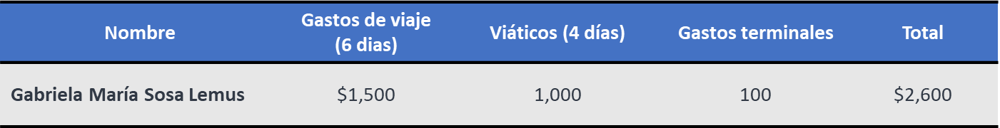 Nombre
Gastos de viaje
(6 dias)
Viáticos (4 días)
Gastos terminales
Total
Gabriela María Sosa Lemus
$1,500
1,000
100
$2,600